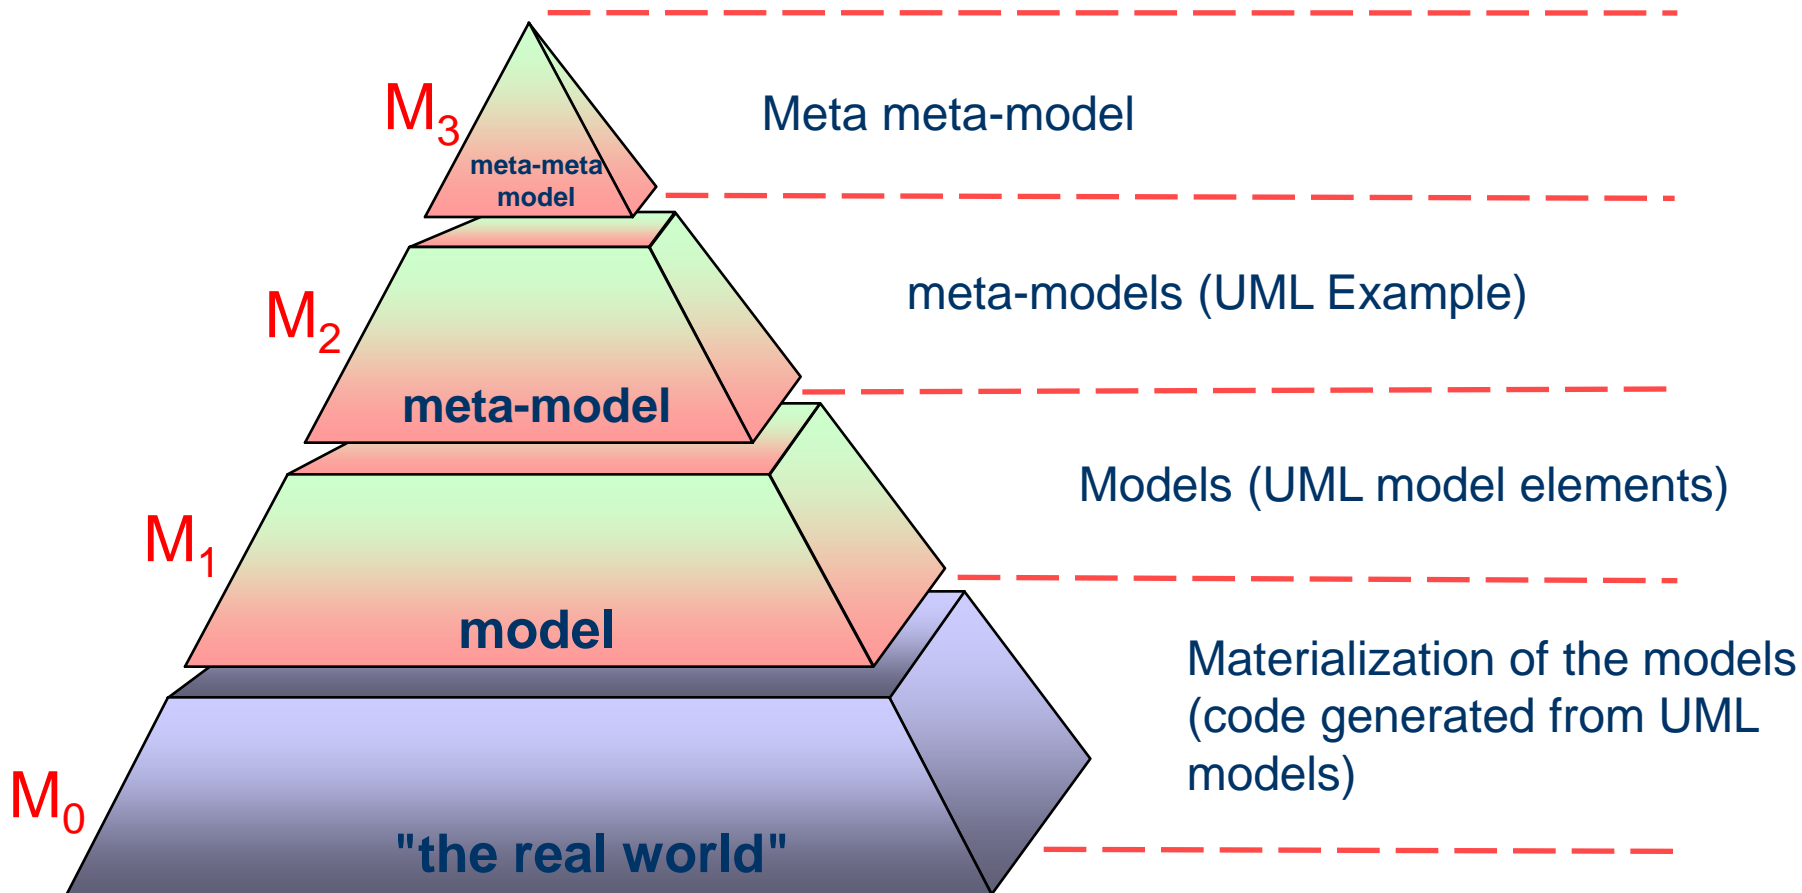 M3
meta-meta
model
Meta meta-model
M2
meta-model
meta-models (UML Example)
M1
model
Models (UML model elements)
M0
"the real world"
Materialization of the models
(code generated from UML
models)